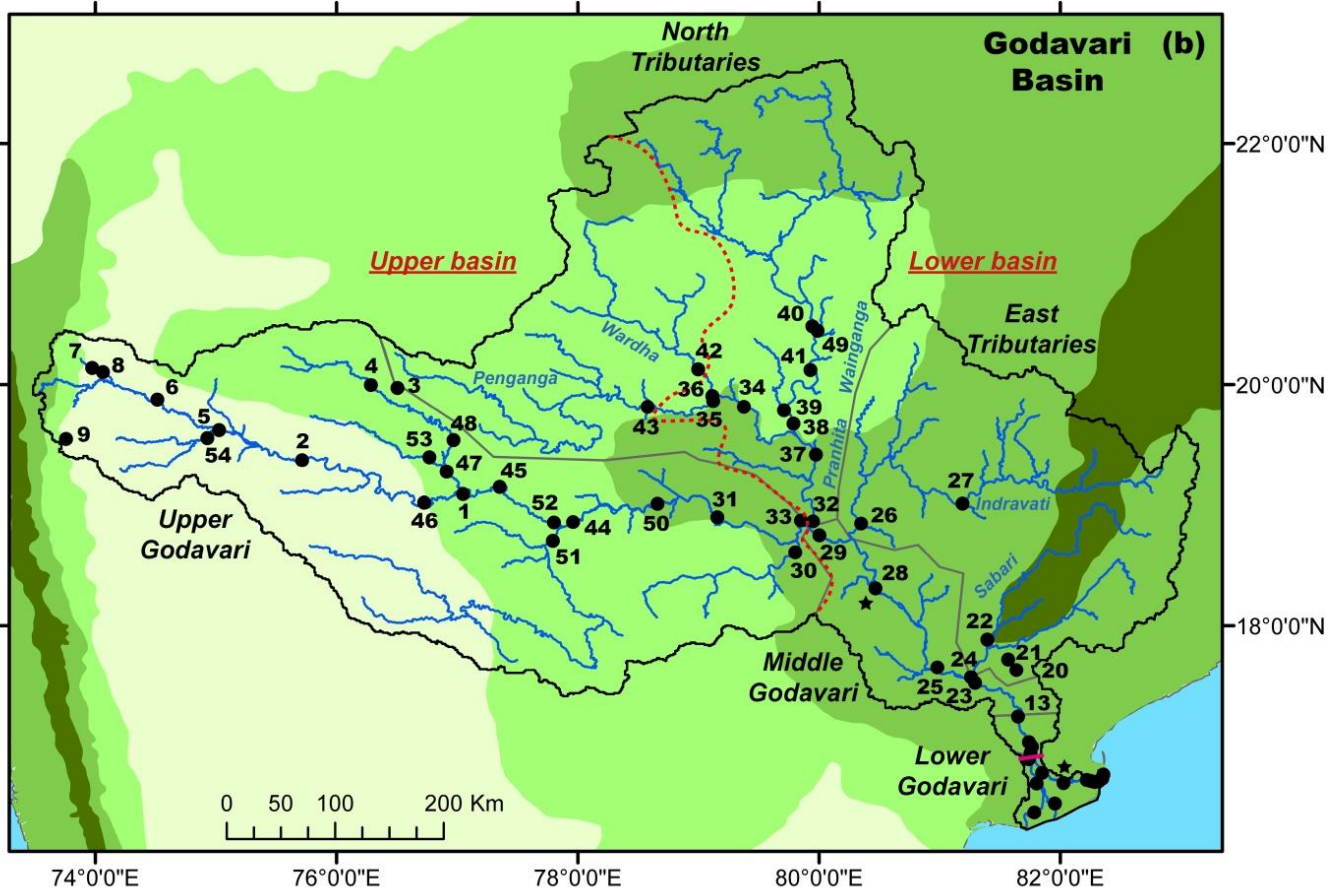 North
Tributaries
Godavari (b)
Basin
22°0'0"N
Upper basin
Lower basin
East
Tributaries
40
49
Wardha
42
41
Wainganga
7
8
4
3
Penganga
36
34
20°0'0"N
6
43
35
39
38
5
54
9
2
48
53
47
45
37
Pranhita
27
Indravati
46
1
52
44
50
31
33
32
26
Upper
Godavari
51
30
29
28
Sabari
22
18°0'0"N
Middle
Godavari
24
21
20
25
23
13
Lower
Godavari
0 50 100 200 Km
74°0'0"E
76°0'0"E
78°0'0"E
80°0'0"E
82°0'0"E